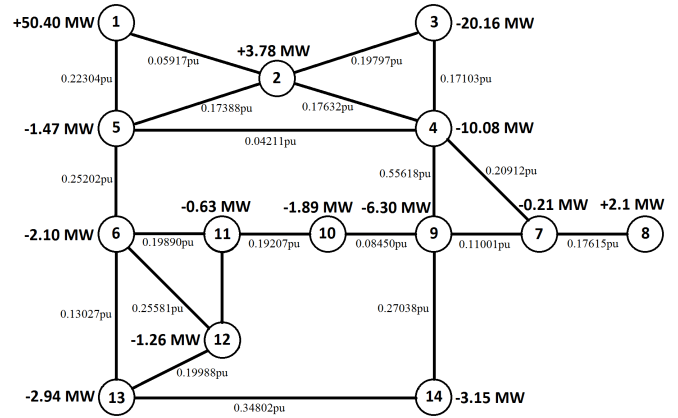 +50.40 MW 1 3 -20.16 MW
0.05917pu +3.78 MW 0.19797pu
0.22304pu 2 0.17103pu
0.17388pu 0.17632pu
-1.47 MW 5 4 -10.08 MW
0.04211pu
0.25202pu 0.55618pu 0.20912pu
-0.63 MW -1.89 MW -6.30 MW -0.21 MW +2.1 MW
-2.10 MW 6 11 10 9 7 8
0.19890pu 0.19207pu 0.08450pu 0.11001pu 0.17615pu
0.13027pu 0.25581pu 0.27038pu
-1.26 MW 12
0.19988pu
-2.94 MW 13 14 -3.15 MW
0.34802pu